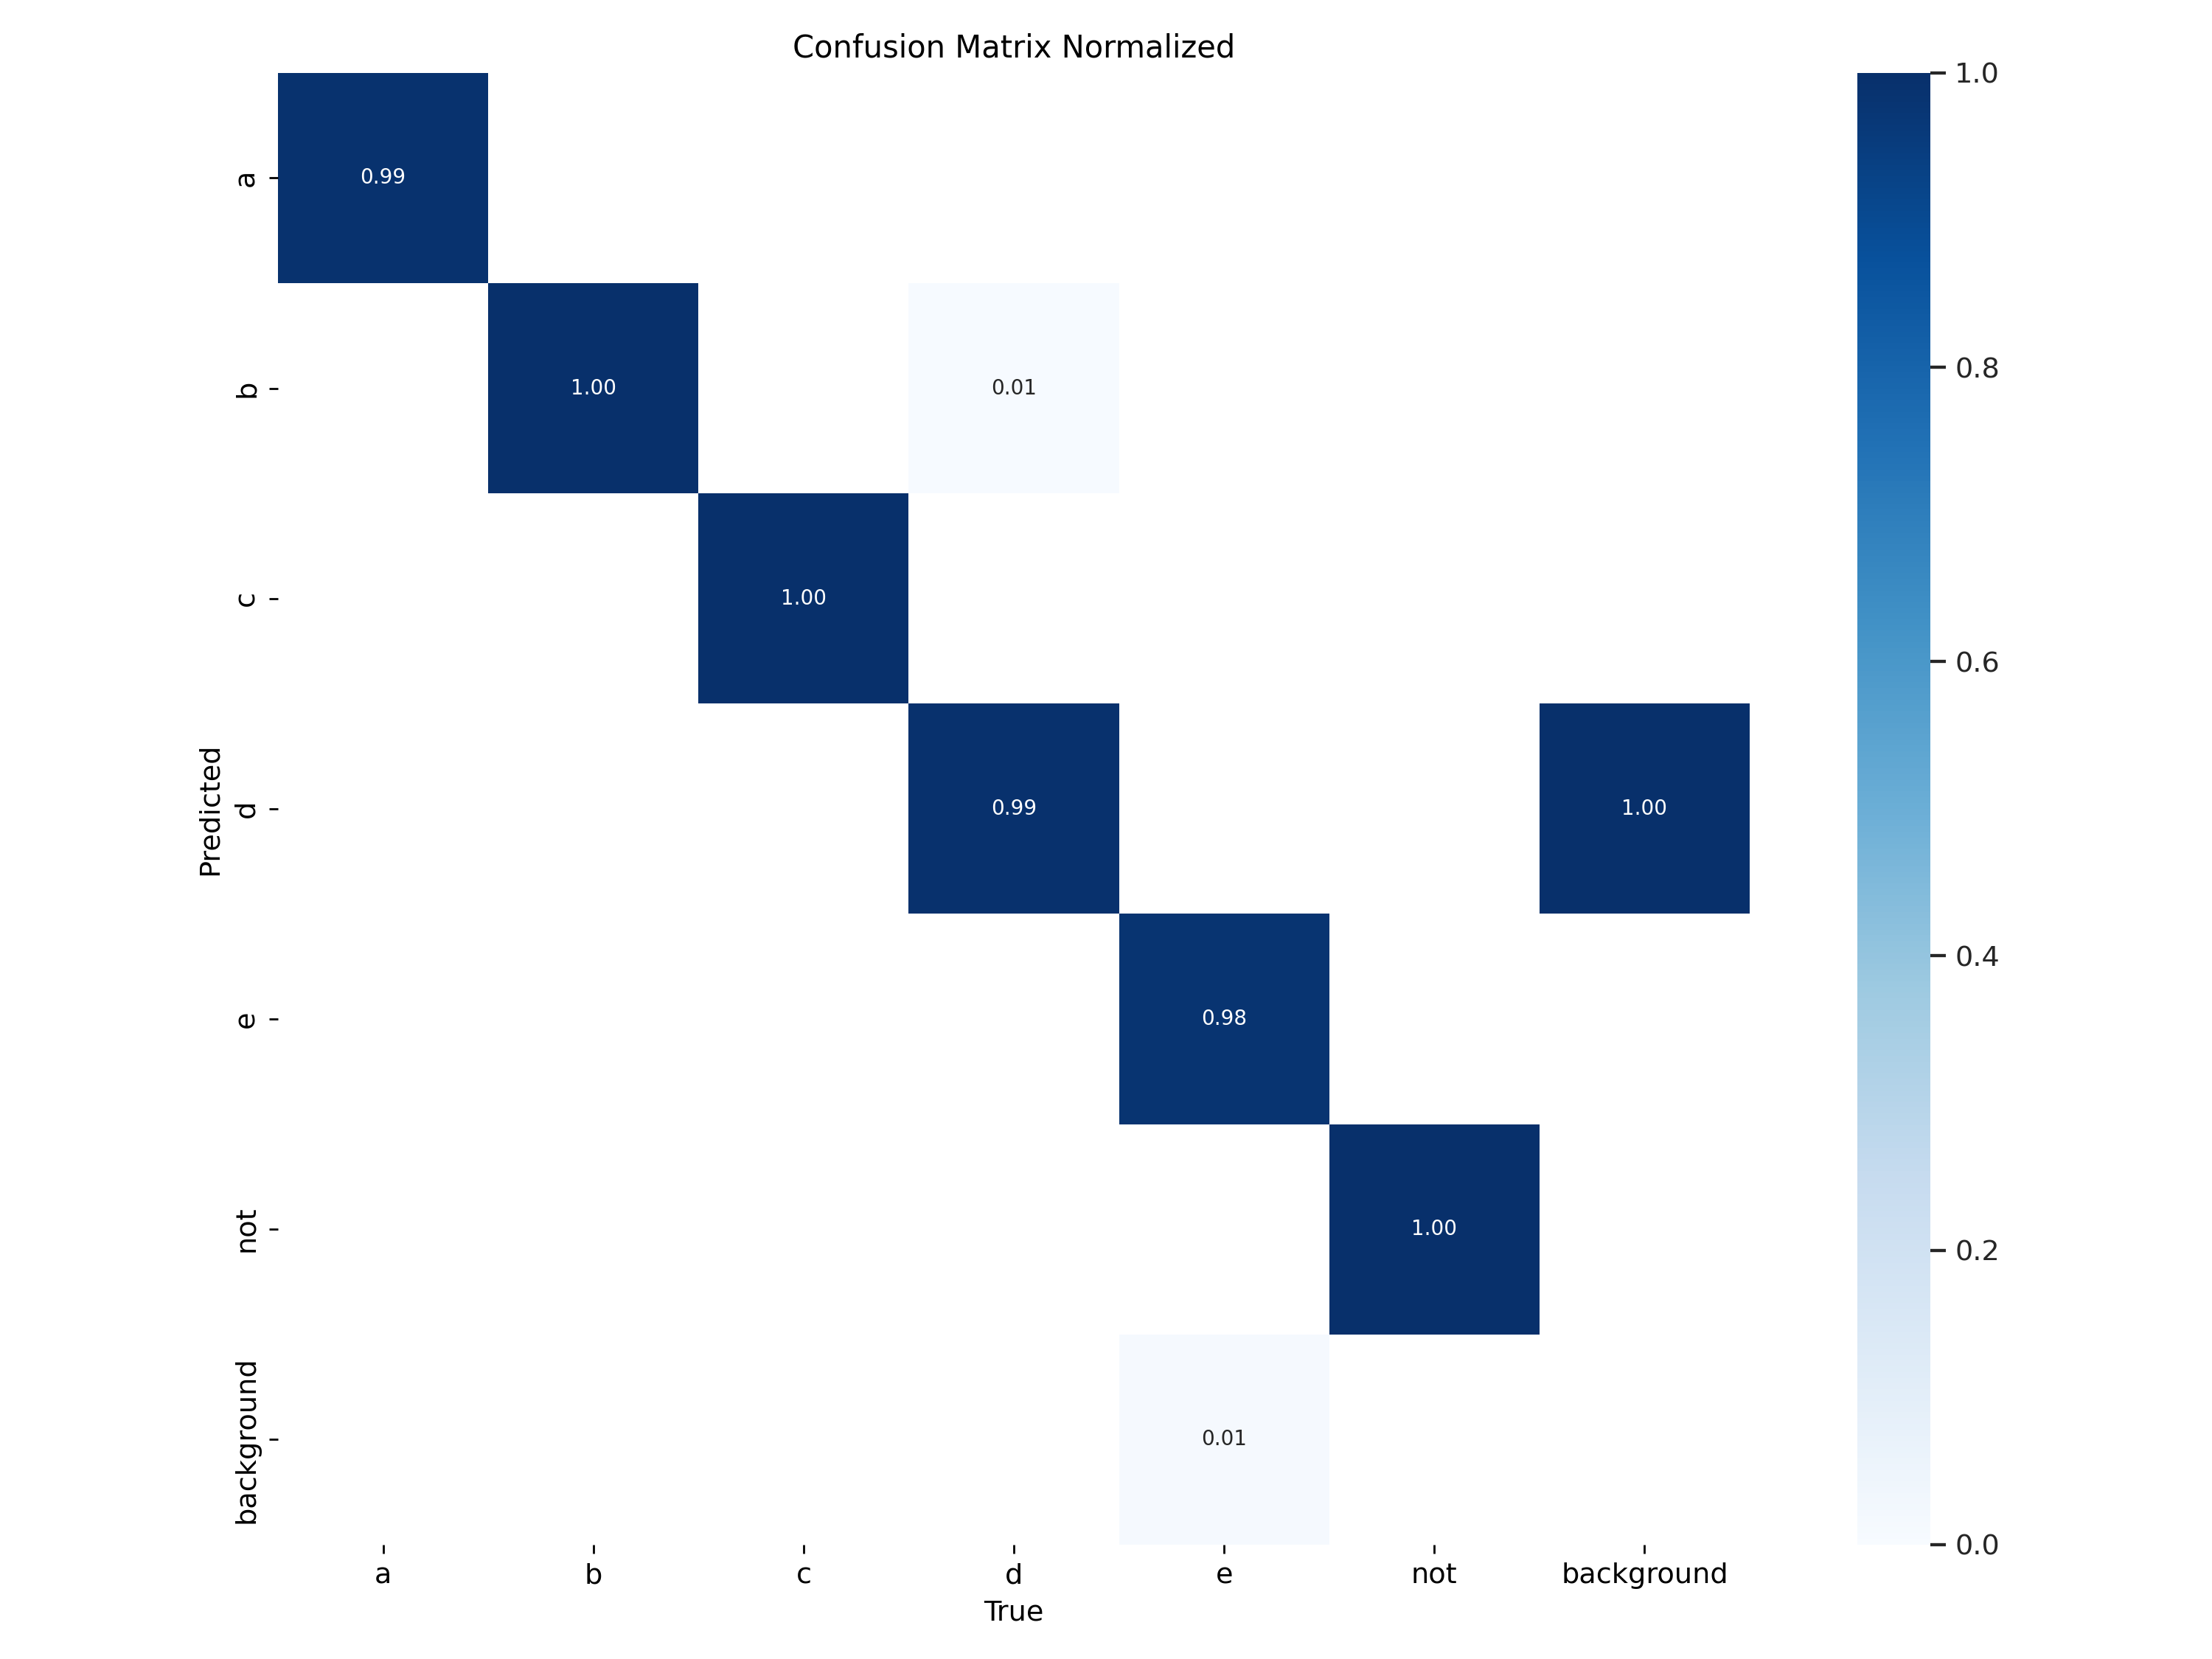 Confusion Matrix Normalized
a
0.99
b
1.00
0.01
c
1.00
d
0.99
1.00
e
0.98
not
1.00
background
0.01
a b c d e not background
True
Predicted
1.0
0.8
0.6
0.4
0.2
0.0